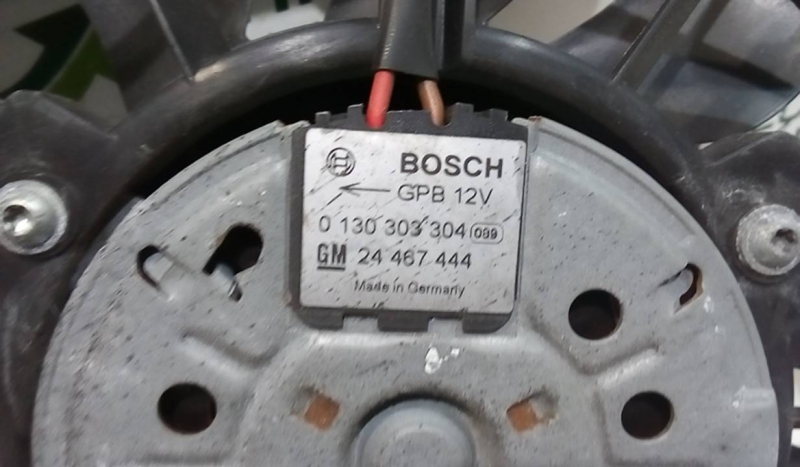 BOSCH
GPB 12V
0 130 303 304 099
GM 24 467 444
Made in Germany